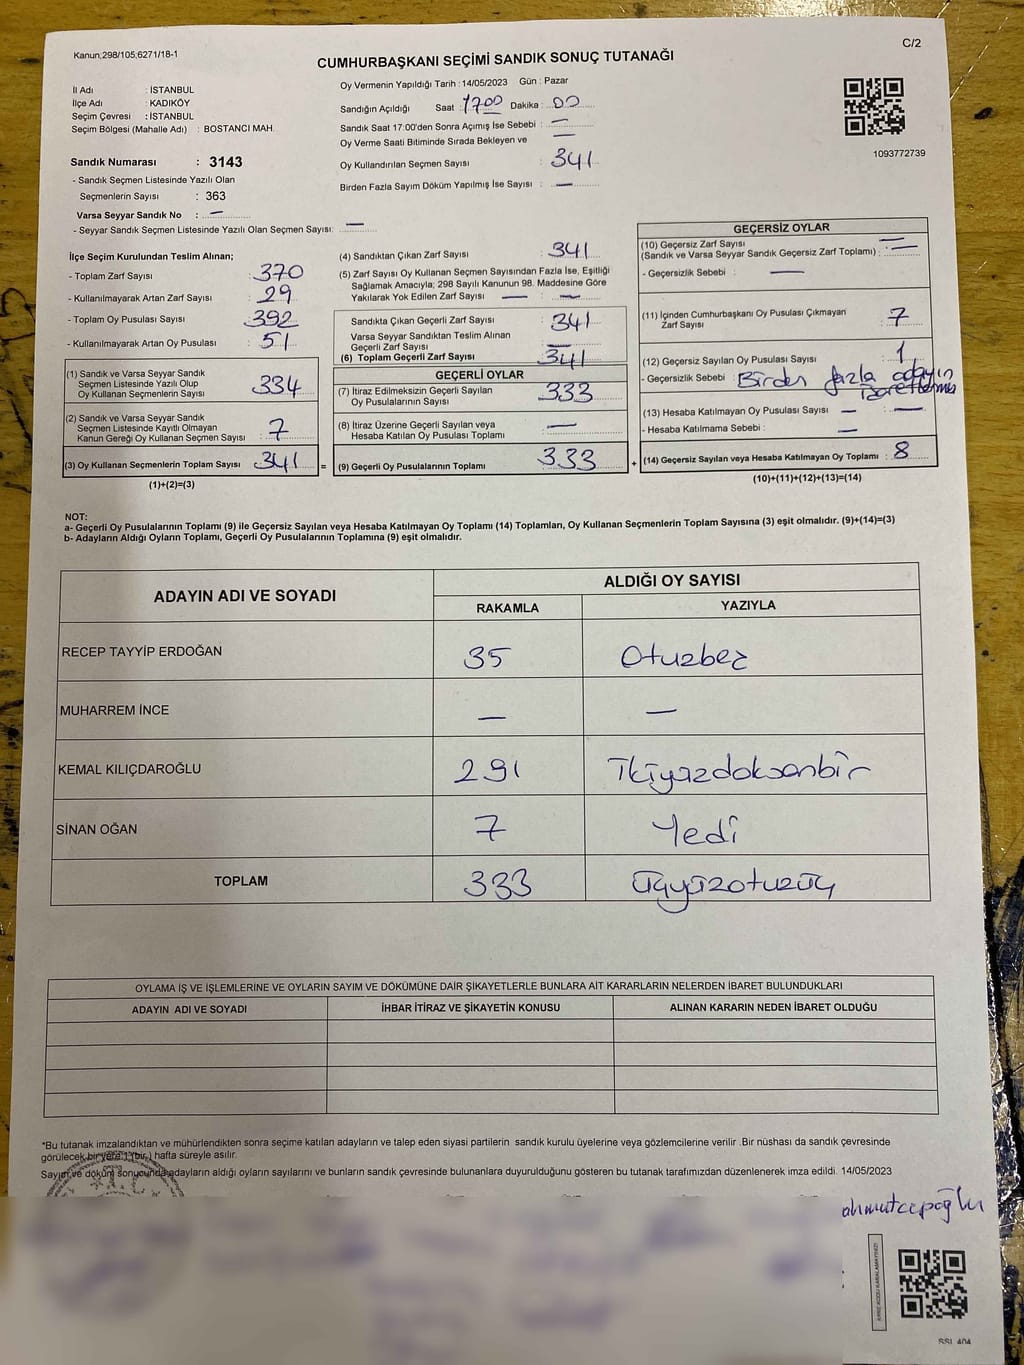 Kanun;298/105;6271/18-1
C/2
CUMHURBAŞKANI SEÇİMİ SANDIK SONUÇ TUTANAĞI
İl Adı : İSTANBUL
İlçe Adı : KADIKÖY
Seçim Çevresi : İSTANBUL
Seçim Bölgesi (Mahalle Adı) : BOSTANCI MAH.
Sandık Numarası : 3143
- Sandık Seçmen Listesinde Yazılı Olan
Seçmenlerin Sayısı : 363
Varsa Seyyar Sandık No : —
- Seyyar Sandık Seçmen Listesinde Yazılı Olan Seçmen Sayısı: —
Oy Vermenin Yapıldığı Tarih : 14/05/2023 Gün : Pazar
Sandığın Açıldığı Saat : 1700 Dakika : 00
Sandık Saat 17:00'den Sonra Açımış İse Sebebi : —
Oy Verme Saati Bitiminde Sırada Bekleyen ve —
Oy Kullandırılan Seçmen Sayısı : 341
Birden Fazla Sayım Döküm Yapılmış İse Sayısı : —
1093772739
İlçe Seçim Kurulundan Teslim Alınan;
- Toplam Zarf Sayısı : 370
- Kullanılmayarak Artan Zarf Sayısı : 29
- Toplam Oy Pusulası Sayısı : 392
- Kullanılmayarak Artan Oy Pusulası : 51
(1) Sandık ve Varsa Seyyar Sandık
Seçmen Listesinde Yazılı Olup
Oy Kullanan Seçmenlerin Sayısı : 334
(2) Sandık ve Varsa Seyyar Sandık
Seçmen Listesinde Kayıtlı Olmayan
Kanun Gereği Oy Kullanan Seçmen Sayısı : 7
(3) Oy Kullanan Seçmenlerin Toplam Sayısı : 341 =
(1)+(2)=(3)
(4) Sandıktan Çıkan Zarf Sayısı : 341
(5) Zarf Sayısı Oy Kullanan Seçmen Sayısından Fazla İse, Eşitliği
Sağlamak Amacıyla; 298 Sayılı Kanunun 98. Maddesine Göre
Yakılarak Yok Edilen Zarf Sayısı — : —
Sandıkta Çıkan Geçerli Zarf Sayısı : 341
Varsa Seyyar Sandıktan Teslim Alınan
Geçerli Zarf Sayısı : —
(6) Toplam Geçerli Zarf Sayısı : 341
GEÇERLİ OYLAR
(7) İtiraz Edilmeksizin Geçerli Sayılan
Oy Pusulalarının Sayısı : 333
(8) İtiraz Üzerine Geçerli Sayılan veya
Hesaba Katılan Oy Pusulası Toplamı : —
(9) Geçerli Oy Pusulalarının Toplamı : 333 +
GEÇERSİZ OYLAR
(10) Geçersiz Zarf Sayısı —
(Sandık ve Varsa Seyyar Sandık Geçersiz Zarf Toplamı) : —
- Geçersizlik Sebebi : —
(11) İçinden Cumhurbaşkanı Oy Pusulası Çıkmayan
Zarf Sayısı : 7
(12) Geçersiz Sayılan Oy Pusulası Sayısı : 1
- Geçersizlik Sebebi : Birden fazla adayın
işaretlenmes
(13) Hesaba Katılmayan Oy Pusulası Sayısı — : —
- Hesaba Katılmama Sebebi : —
(14) Geçersiz Sayılan veya Hesaba Katılmayan Oy Toplamı : 8
(10)+(11)+(12)+(13)=(14)
NOT:
a- Geçerli Oy Pusulalarının Toplamı (9) ile Geçersiz Sayılan veya Hesaba Katılmayan Oy Toplamı (14) Toplamları, Oy Kullanan Seçmenlerin Toplam Sayısına (3) eşit olmalıdır. (9)+(14)=(3)
b- Adayların Aldığı Oyların Toplamı, Geçerli Oy Pusulalarının Toplamına (9) eşit olmalıdır.
ADAYIN ADI VE SOYADI
ALDIĞI OY SAYISI
RAKAMLA YAZIYLA
RECEP TAYYİP ERDOĞAN 35 Otuzbeş
MUHARREM İNCE — —
KEMAL KILIÇDAROĞLU 291 İkiyüzdoksanbir
SİNAN OĞAN 7 Yedi
TOPLAM 333 üçyüzotuzüç
OYLAMA İŞ VE İŞLEMLERİNE VE OYLARIN SAYIM VE DÖKÜMÜNE DAİR ŞİKAYETLERLE BUNLARA AİT KARARLARIN NELERDEN İBARET BULUNDUKLARI
ADAYIN ADI VE SOYADI İHBAR İTİRAZ VE ŞİKAYETİN KONUSU ALINAN KARARIN NEDEN İBARET OLDUĞU
*Bu tutanak imzalandıktan ve mühürlendikten sonra seçime katılan adayların ve talep eden siyasi partilerin sandık kurulu üyelerine veya gözlemcilerine verilir .Bir nüshası da sandık çevresinde
görülecek bir yere 1 (bir ) hafta süreyle asılır.
Sayım ve döküm sonucunda adayların aldığı oyların sayılarını ve bunların sandık çevresinde bulunanlara duyurulduğunu gösteren bu tutanak tarafımızdan düzenlenerek imza edildi. 14/05/2023